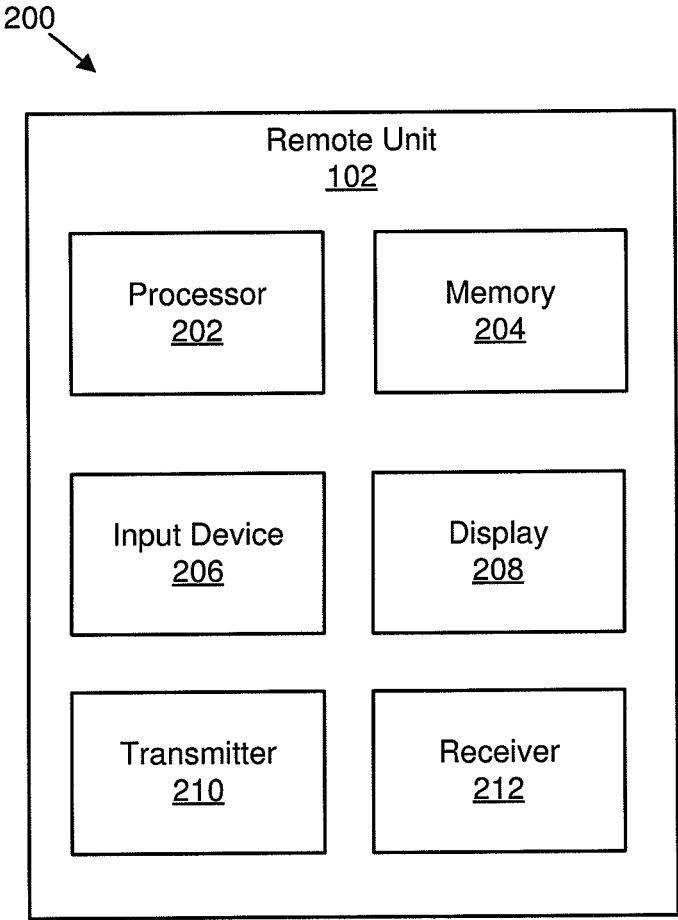 200
Remote Unit
102
Processor
202
Memory
204
Input Device
206
Display
208
Transmitter
210
Receiver
212